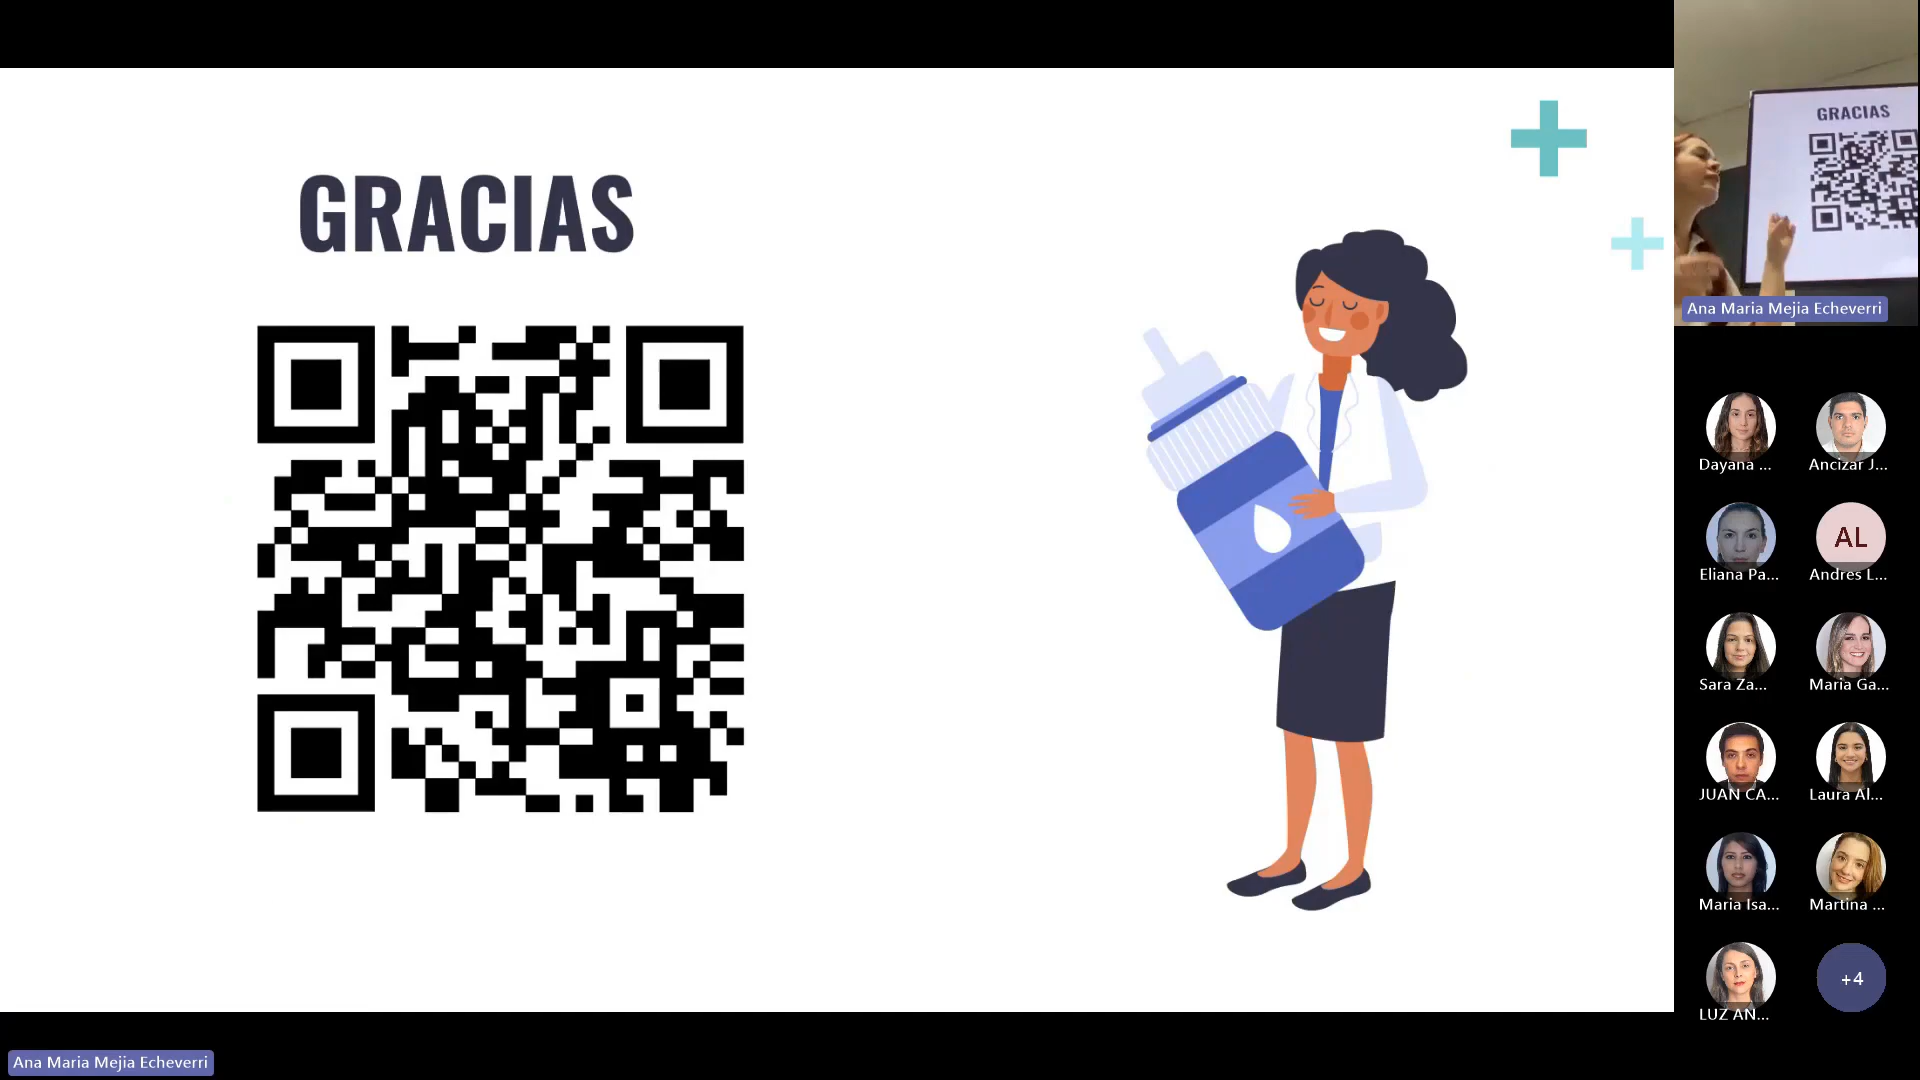 GRACIAS
GRACIAS
Ana Maria Mejia Echeverri
Dayana ...
Ancizar J...
Eliana Pa...
AL
Andres L...
Sara Za...
Maria Ga...
JUAN CA...
Laura Al...
Maria Isa...
Martina ...
LUZ AN...
+4
Ana Maria Mejia Echeverri